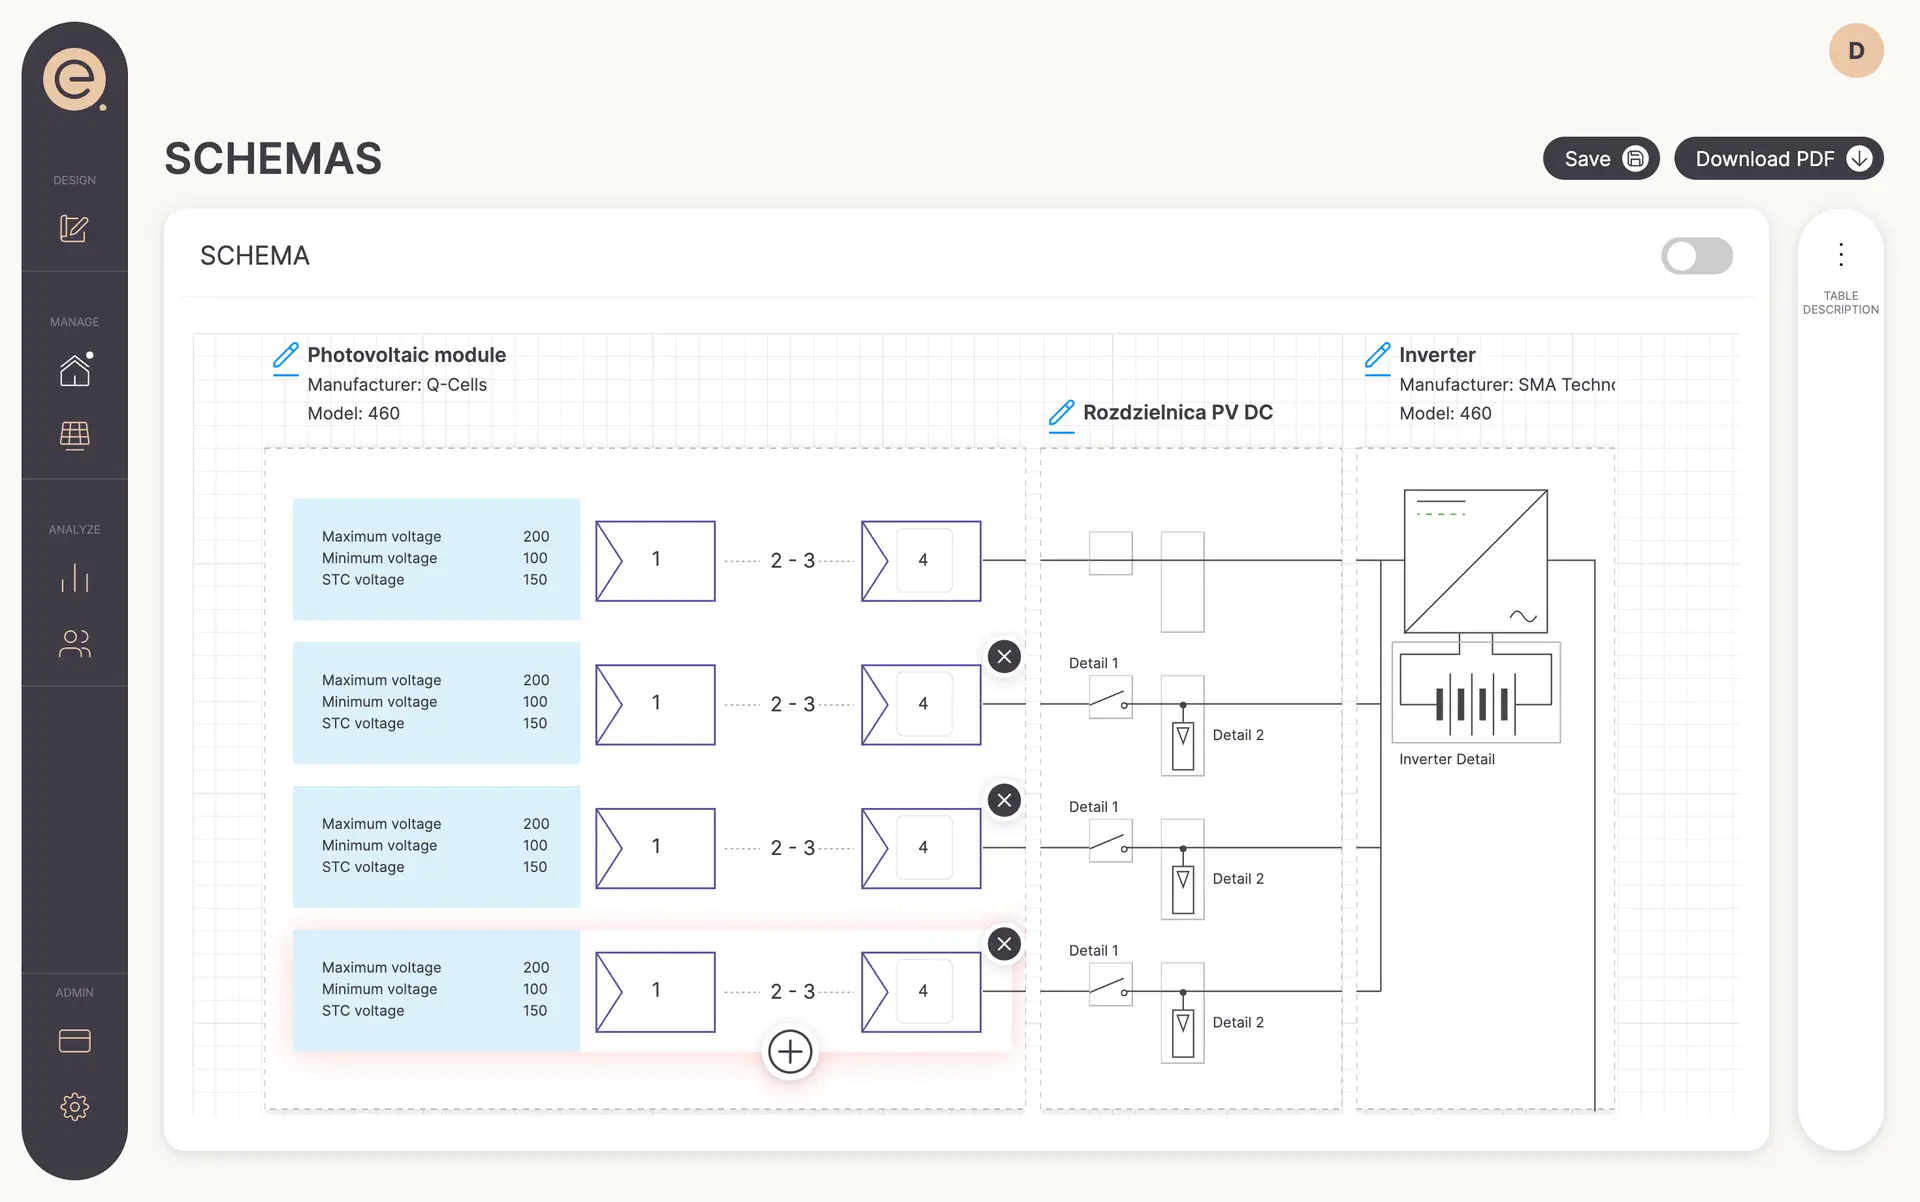 e.
D
DESIGN
MANAGE
ANALYZE
ADMIN
SCHEMAS
Save
Download PDF
SCHEMA
TABLE
DESCRIPTION
Photovoltaic module
Manufacturer: Q-Cells
Model: 460
Rozdzielnica PV DC
Inverter
Manufacturer: SMA Techno
Model: 460
Maximum voltage 200
Minimum voltage 100
STC voltage 150
1 2 - 3 4
Maximum voltage 200
Minimum voltage 100
STC voltage 150
1 2 - 3 4
Detail 1
Detail 2
Inverter Detail
Maximum voltage 200
Minimum voltage 100
STC voltage 150
1 2 - 3 4
Detail 1
Detail 2
Maximum voltage 200
Minimum voltage 100
STC voltage 150
1 2 - 3 4
Detail 1
Detail 2